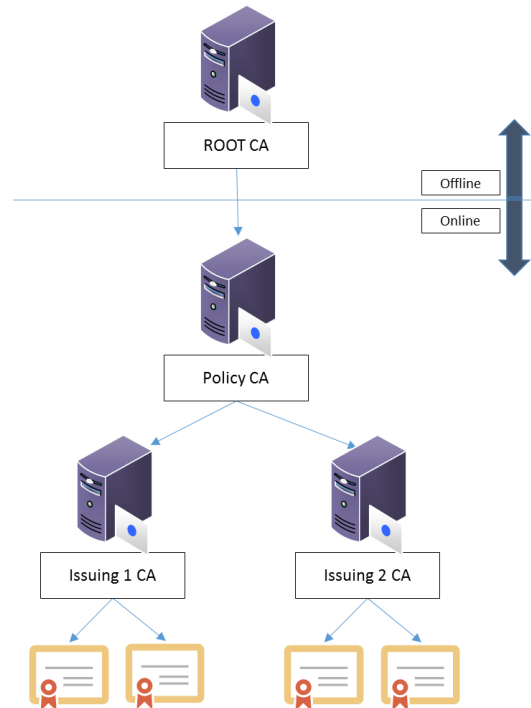 ROOT CA
Offline
Online
Policy CA
Issuing 1 CA
Issuing 2 CA